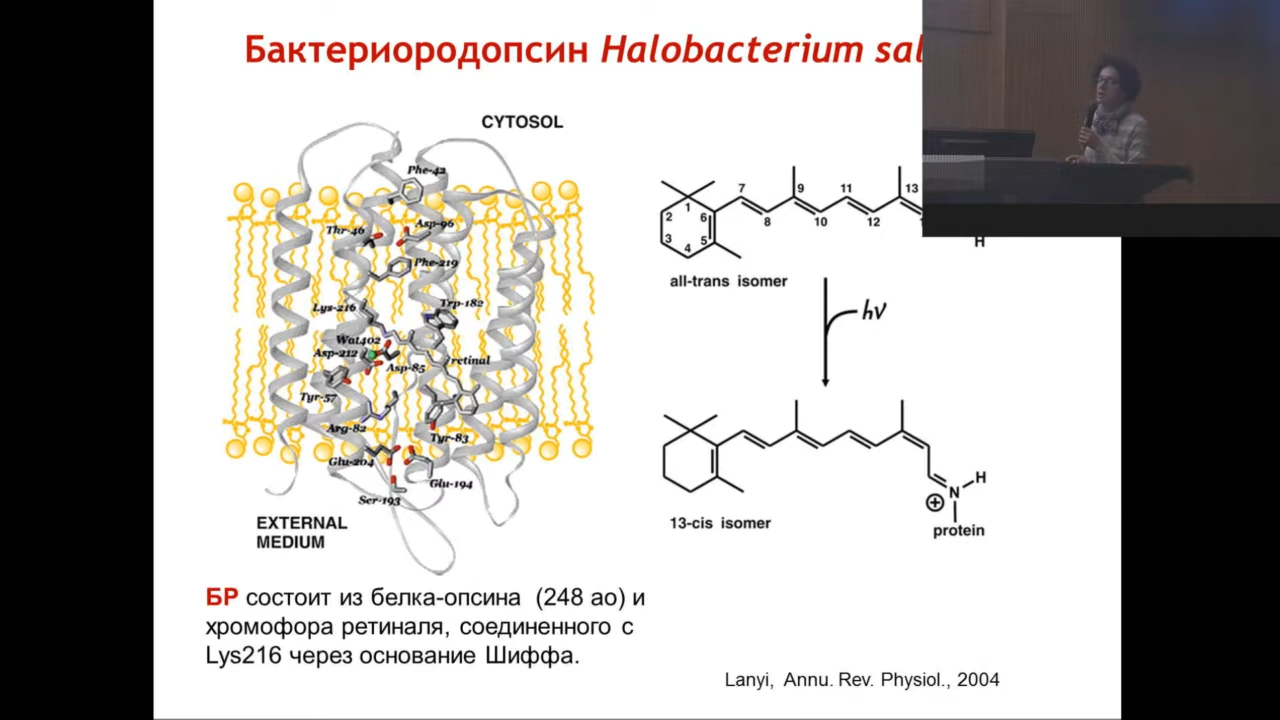 Бактериородопсин Halobacterium sal
CYTOSOL
Phe-42
Thr-46
Asp-96
Phe-219
Lys-216
Trp-182
Wat402
Asp-212
Asp-85
retinal
Tyr-57
Arg-82
Tyr-83
Glu-204
Glu-194
Ser-193
EXTERNAL
MEDIUM
1
2
3
4
5
6
7
8
9
10
11
12
13
H
all-trans isomer
hν
13-cis isomer
H
N
+
protein
БР состоит из белка-опсина (248 ао) и
хромофора ретиналя, соединенного с
Lys216 через основание Шиффа.
Lanyi, Annu. Rev. Physiol., 2004